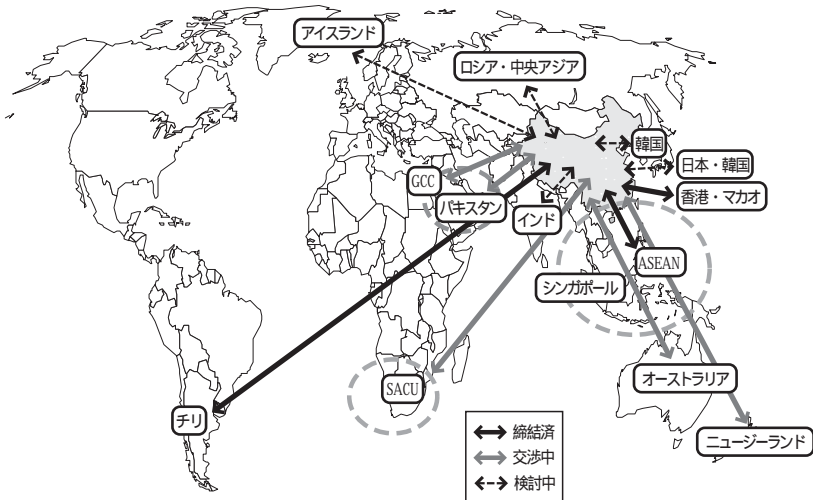 アイスランド
ロシア・中央アジア
韓国
日本・韓国
GCC
香港・マカオ
パキスタン
インド
ASEAN
シンガポール
SACU
オーストラリア
チリ
ニュージーランド
締結済
交渉中
検討中